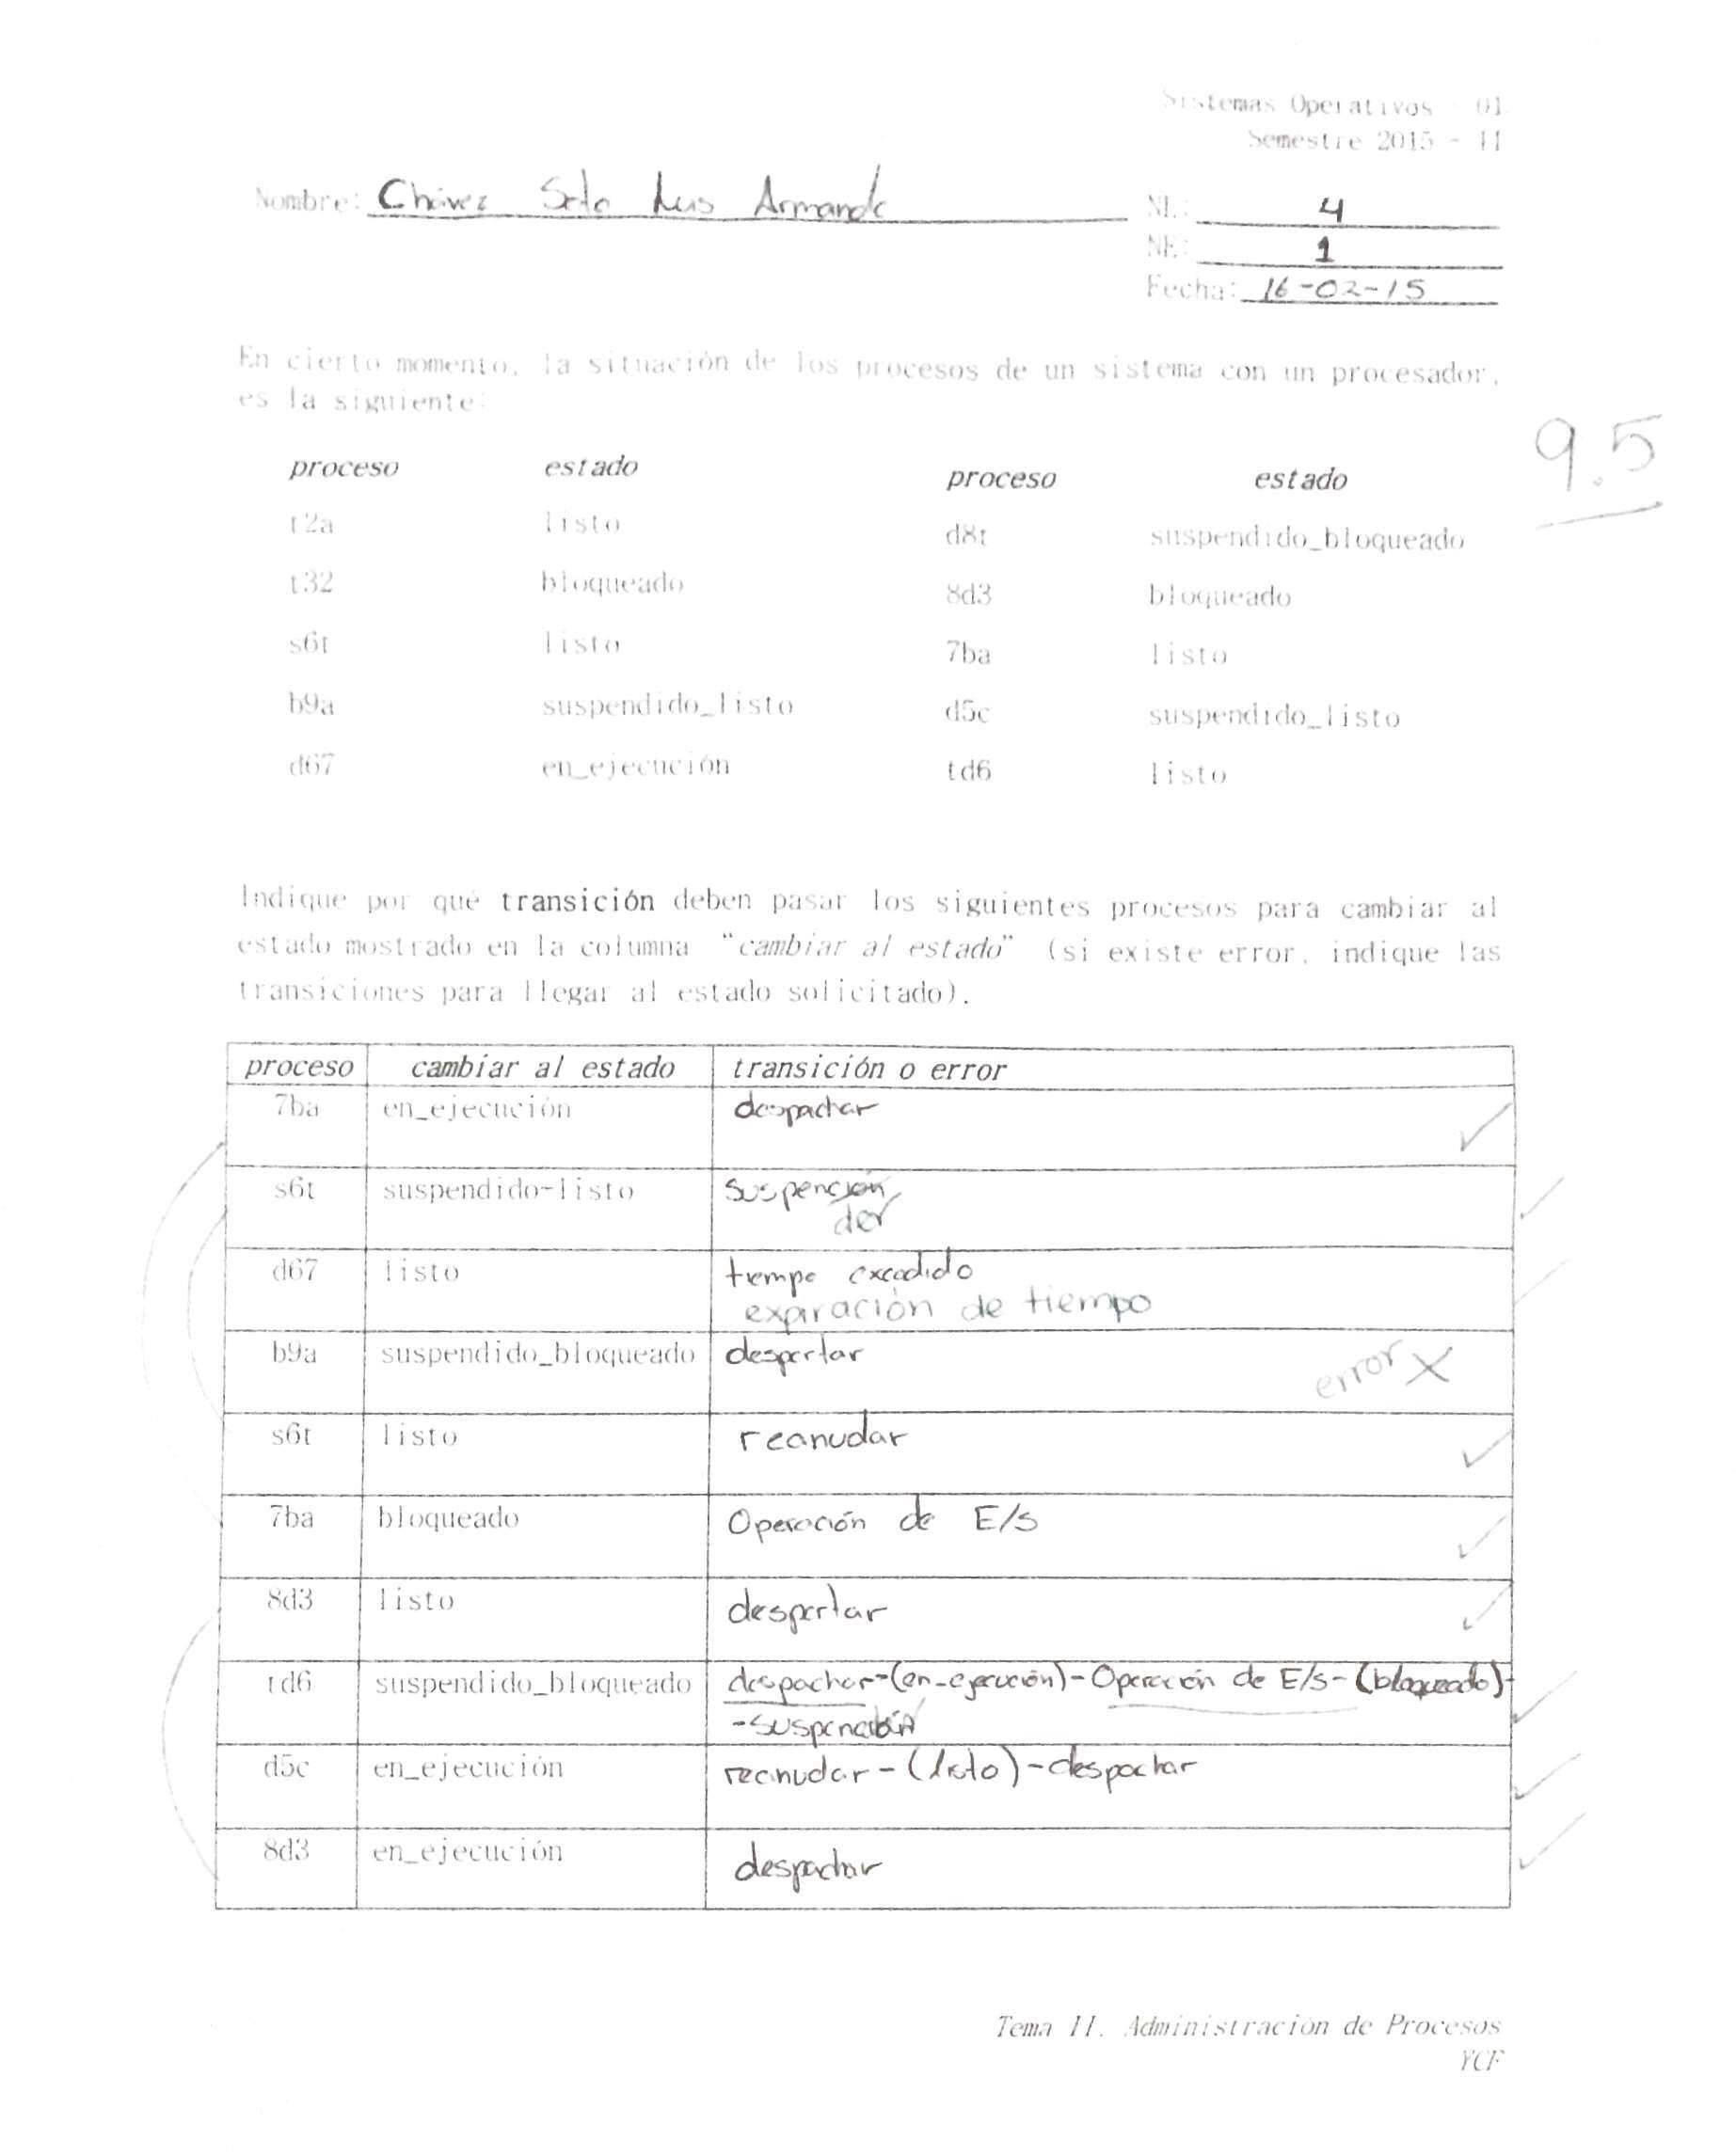 Sistemas Operativos - 01
Semestre 2015 - II
Nombre: Chávez Soto Luis Armando
NL: 4
NE: 1
Fecha: 16-02-15
En cierto momento, la situación de los procesos de un sistema con un procesador,
es la siguiente:
9.5
proceso estado proceso estado
t2a listo d8t suspendido_bloqueado
t32 bloqueado 8d3 bloqueado
s6t listo 7ba listo
b9a suspendido_listo d5c suspendido_listo
d67 en_ejecución td6 listo
Indique por qué transición deben pasar los siguientes procesos para cambiar al
estado mostrado en la columna "cambiar al estado" (si existe error, indique las
transiciones para llegar al estado solicitado).
proceso cambiar al estado transición o error
7ba en_ejecución despachar
s6t suspendido-listo suspención
der
d67 listo tiempo excedido
expiración de tiempo
b9a suspendido_bloqueado despertar error X
s6t listo reanudar
7ba bloqueado Operación de E/S
8d3 listo despertar
td6 suspendido_bloqueado despachar-(en_ejecución)-Operación de E/S-(bloqueado)-
-suspención
d5c en_ejecución reanudar-(listo)-despachar
8d3 en_ejecución despachar
Tema II. Administración de Procesos
YCF